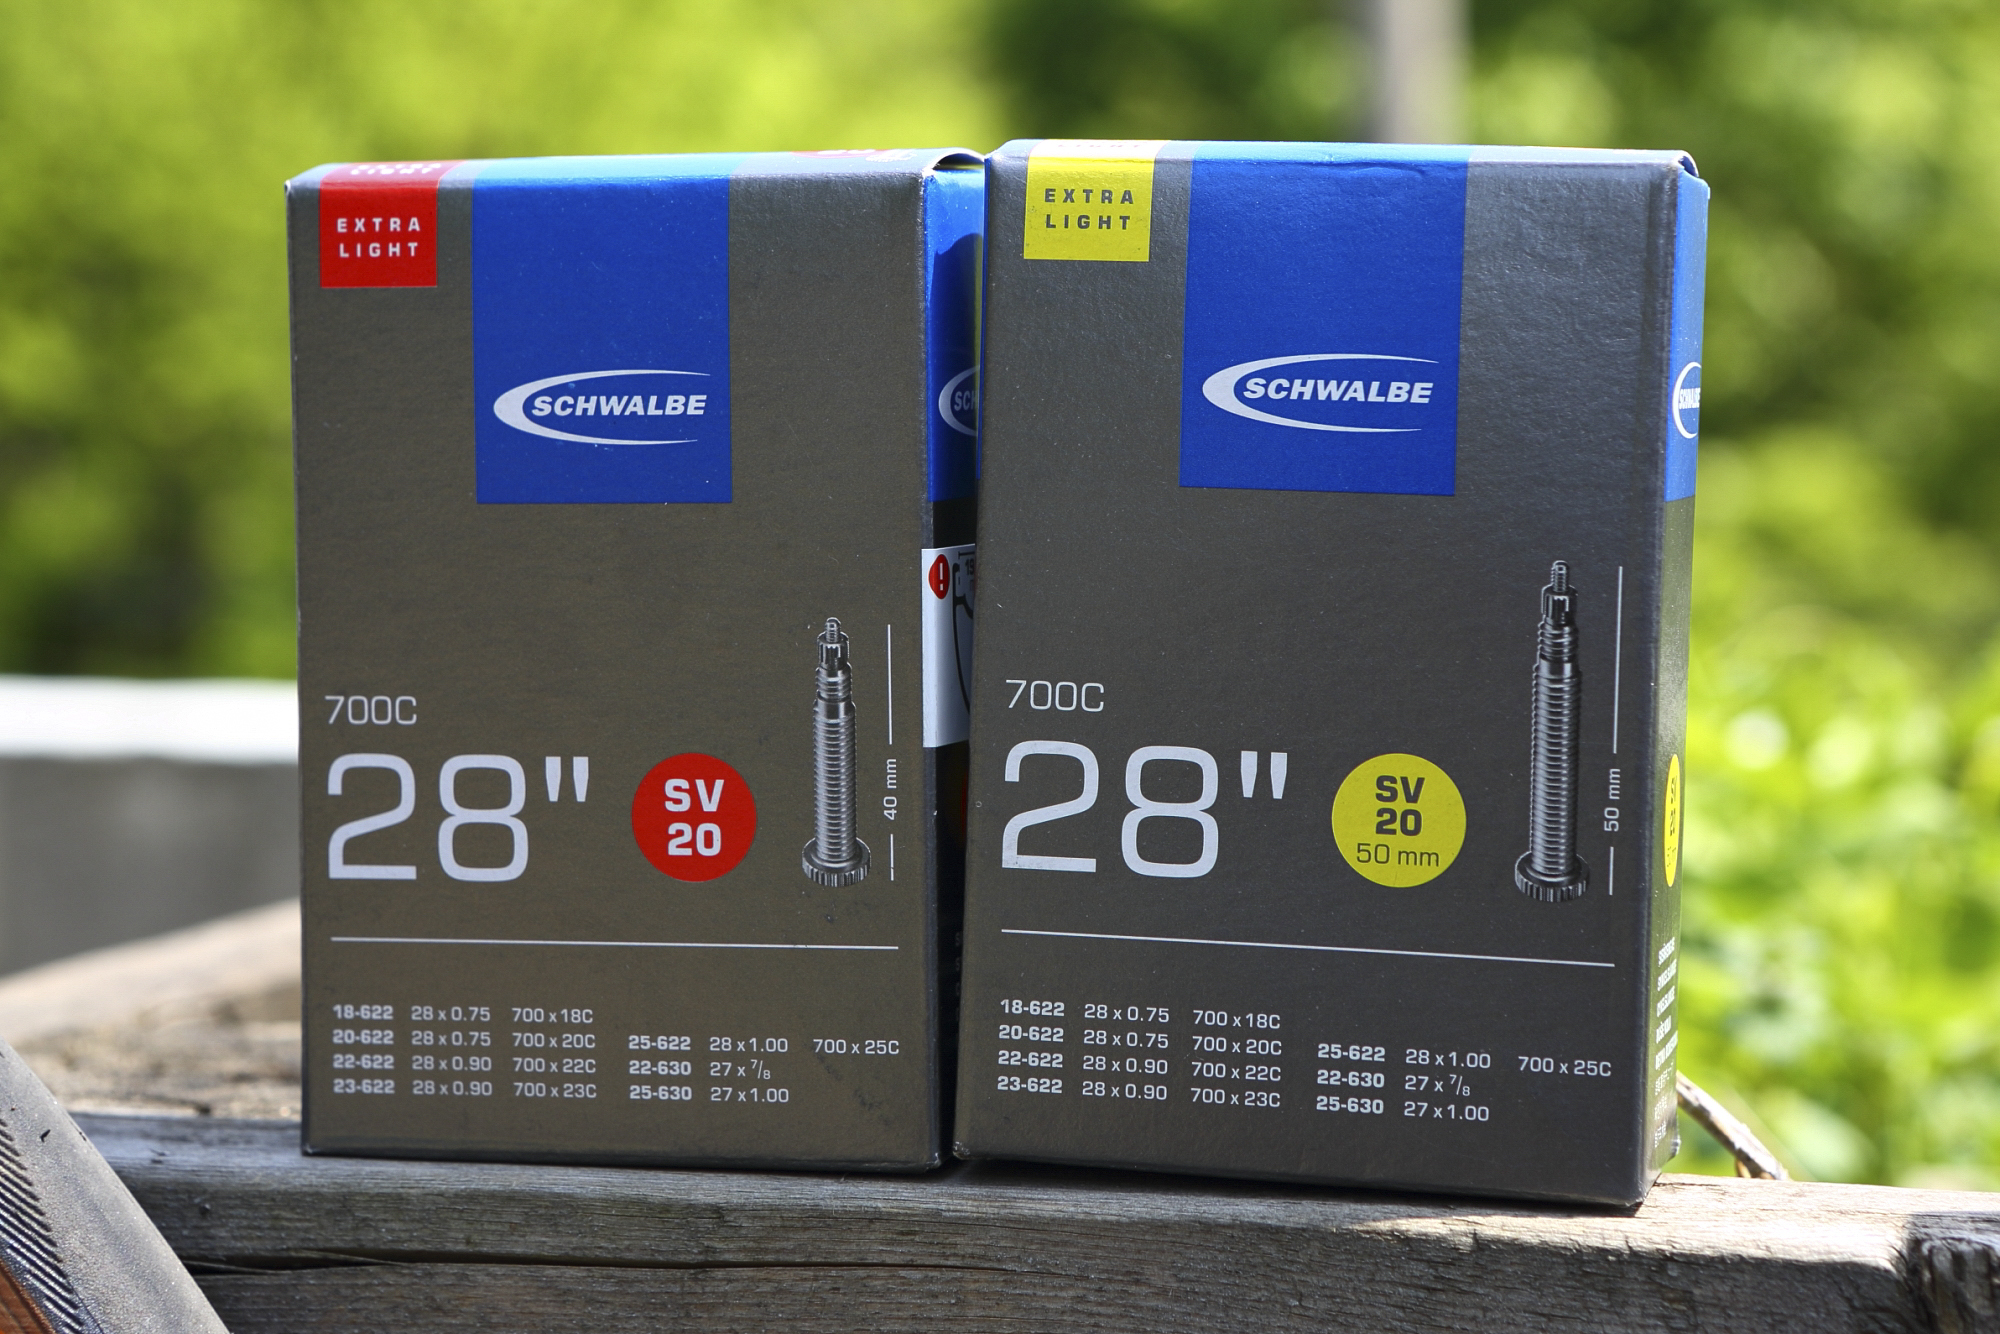 EXTRA
LIGHT
SCHWALBE
700C
28"
SV
20
40 mm
18-622 28 x 0.75 700 x 18C
20-622 28 x 0.75 700 x 20C
22-622 28 x 0.90 700 x 22C
23-622 28 x 0.90 700 x 23C
25-622 28 x 1.00 700 x 25C
22-630 27 x 7/8
25-630 27 x 1.00
EXTRA
LIGHT
SCHWALBE
700C
28"
SV
20
50 mm
50 mm
18-622 28 x 0.75 700 x 18C
20-622 28 x 0.75 700 x 20C
22-622 28 x 0.90 700 x 22C
23-622 28 x 0.90 700 x 23C
25-622 28 x 1.00 700 x 25C
22-630 27 x 7/8
25-630 27 x 1.00
SCHWALBE